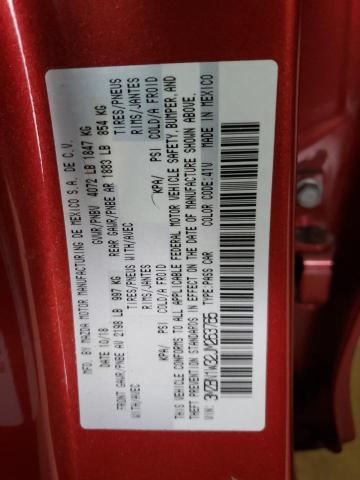 MFD BY MAZDA MOTOR MANUFACTURING DE MEXICO S.A. DE C.V.
10/18 GVWR/PNBV 4072 LB 1847 KG
FRONT GAWR/PNBE AV 2198 LB 997 KG REAR GAWR/PNBE AR 1883 LB 854 KG
WITH/AVEC TIRES/PNEUS WITH/AVEC TIRES/PNEUS
RIMS/JANTES RIMS/JANTES
KPA/ PSI COLD/A FROID KPA/ PSI COLD/A FROID
THIS VEHICLE CONFORMS TO ALL APPLICABLE FEDERAL MOTOR VEHICLE SAFETY, BUMPER, AND
THEFT PREVENTION STANDARDS IN EFFECT ON THE DATE OF MANUFACTURE SHOWN ABOVE.
TYPE: PASS CAR COLOR CODE: 41V MADE IN MEXICO
VIN: